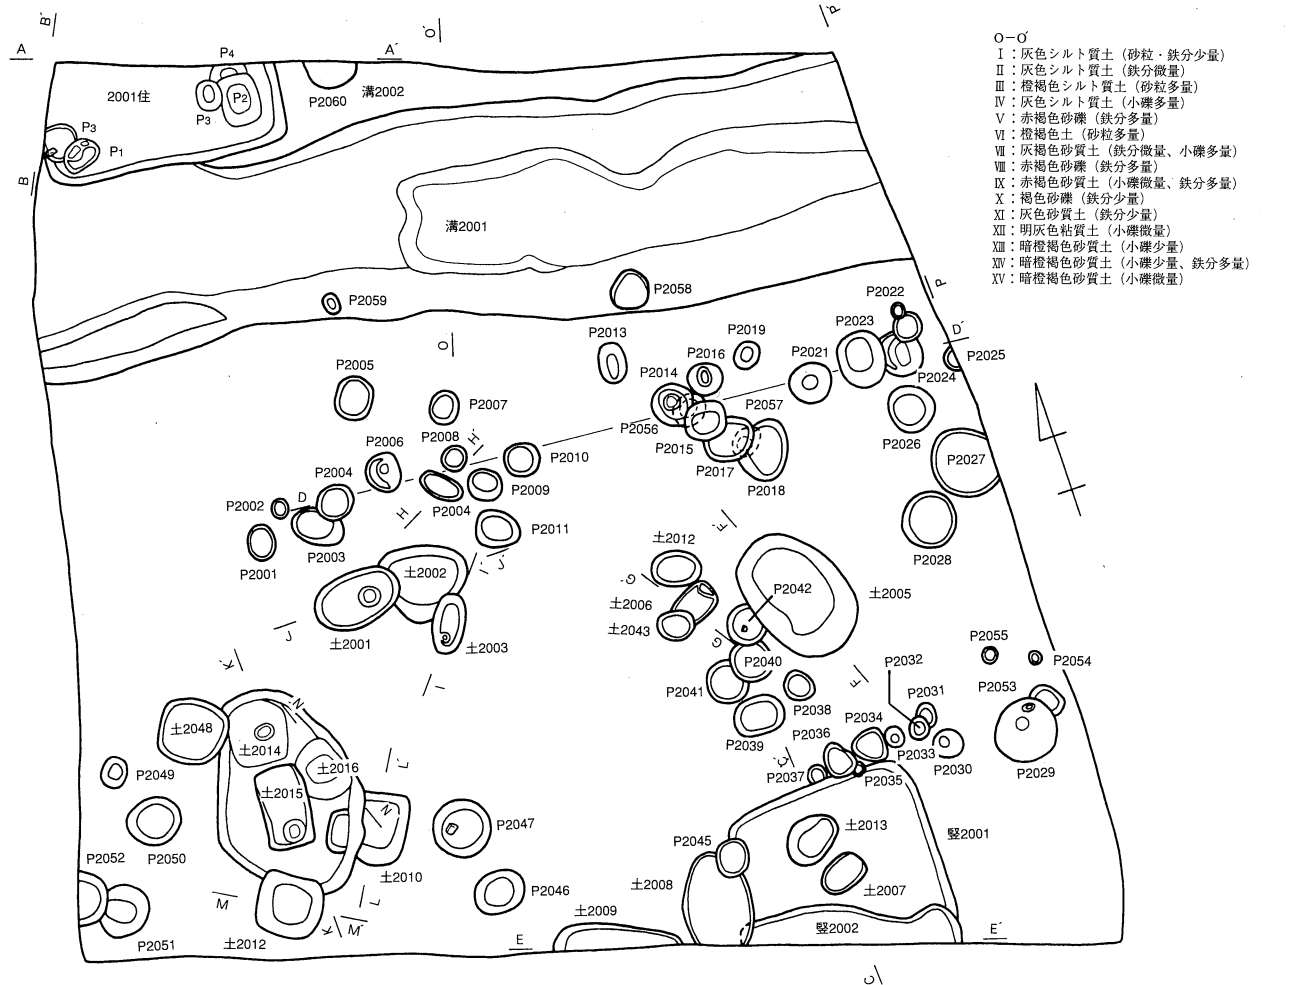 B´
O´
P´
A
P4
A´
2001住
P2
P3
P2060
溝2002
P3
P1
B
溝2001
P2059
P2058
P
P2022
O
P2013
P2019
P2023
D´
P2025
P2005
P2016
P2021
P2014
P2024
P2007
P2057
P2056
P2026
P2008
H´
P2015
P2006
P2010
P2017
P2027
P2004
P2018
P2002
D
P2009
P2004
H
P2011
P2003
P2028
P2001
F´
土2012
I´
J´
土2002
G´
P2042
土2005
土2006
土2043
J
土2001
土2003
G
P2055
P2054
K´
P2040
P2032
I
P2041
F
P2053
P2031
P2038
N´
P2034
土2048
P2036
土2014
P2039
C´
P2033
L´
土2016
P2030
P2029
P2049
P2037
P2035
土2015
N
P2047
土2013
竪2001
P2045
P2052
P2050
土2010
土2008
P2046
土2007
M
L
土2009
K
M´
竪2002
P2051
土2012
E
E´
C
O−O´
Ⅰ：灰色シルト質土（砂粒・鉄分少量）
Ⅱ：灰色シルト質土（鉄分微量）
Ⅲ：橙褐色シルト質土（砂粒多量）
Ⅳ：灰色シルト質土（小礫多量）
Ⅴ：赤褐色砂礫（鉄分多量）
Ⅵ：橙褐色土（砂粒多量）
Ⅶ：灰褐色砂質土（鉄分微量、小礫多量）
Ⅷ：赤褐色砂礫（鉄分多量）
Ⅸ：赤褐色砂質土（小礫微量、鉄分多量）
Ⅹ：褐色砂礫（鉄分少量）
Ⅺ：灰色砂質土（鉄分少量）
Ⅻ：明灰色粘質土（小礫微量）
XIII：暗橙褐色砂質土（小礫少量）
XIV：暗橙褐色砂質土（小礫少量、鉄分多量）
XV：暗橙褐色砂質土（小礫微量）